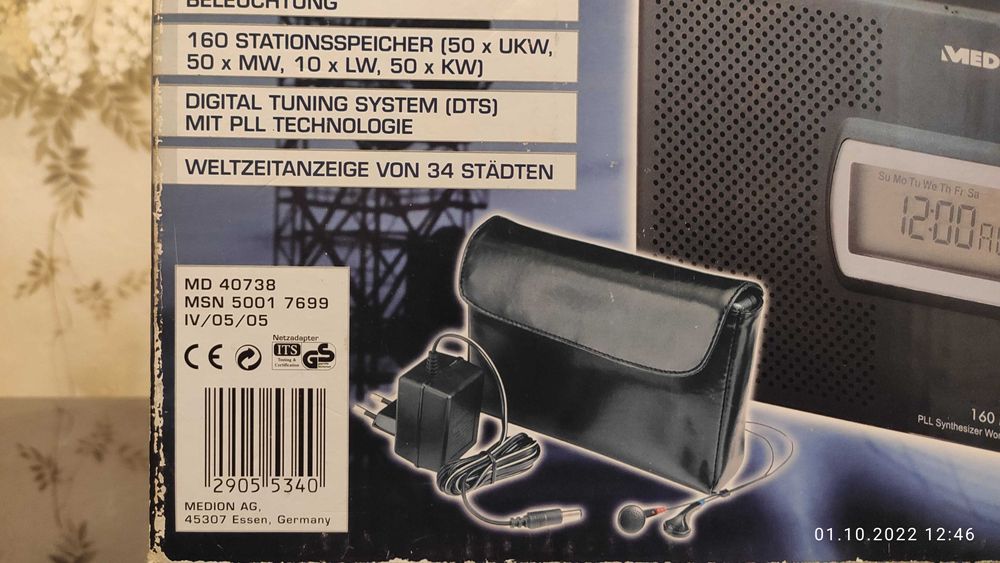 BELEUCHTUNG
160 STATIONSSPEICHER (50 x UKW,
50 x MW, 10 x LW, 50 x KW)
DIGITAL TUNING SYSTEM (DTS)
MIT PLL TECHNOLOGIE
WELTZEITANZEIGE VON 34 STÄDTEN
MED
Su Mo Tu We Th Fr Sa
12:00
160
PLL Synthesizer Wor
MD 40738
MSN 5001 7699
IV/05/05
Netzadapter
CE
ITS
Testing &
Certification
GS
2905 5340
MEDION AG,
45307 Essen, Germany
01.10.2022 12:46